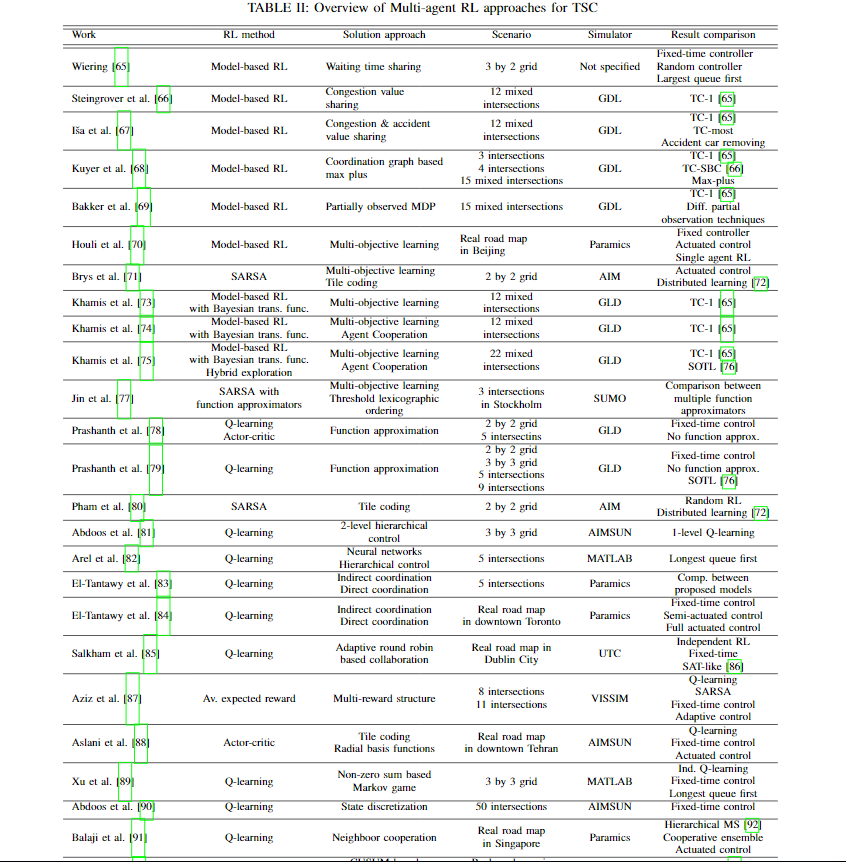 TABLE II: Overview of Multi-agent RL approaches for TSC
Work
RL method
Solution approach
Scenario
Simulator
Result comparison
Wiering [65]
Model-based RL
Waiting time sharing
3 by 2 grid
Not specified
Fixed-time controller
Random controller
Largest queue first
Steingrover et al. [66]
Model-based RL
Congestion value
sharing
12 mixed
intersections
GDL
TC-1 [65]
Iša et al. [67]
Model-based RL
Congestion & accident
value sharing
12 mixed
intersections
GDL
TC-1 [65]
TC-most
Accident car removing
Kuyer et al. [68]
Model-based RL
Coordination graph based
max plus
3 intersections
4 intersections
15 mixed intersections
GDL
TC-1 [65]
TC-SBC [66]
Max-plus
Bakker et al. [69]
Model-based RL
Partially observed MDP
15 mixed intersections
GDL
TC-1 [65]
Diff. partial
observation techniques
Houli et al. [70]
Model-based RL
Multi-objective learning
Real road map
in Beijing
Paramics
Fixed controller
Actuated control
Single agent RL
Brys et al. [71]
SARSA
Multi-objective learning
Tile coding
2 by 2 grid
AIM
Actuated control
Distributed learning [72]
Khamis et al. [73]
Model-based RL
with Bayesian trans. func.
Multi-objective learning
12 mixed
intersections
GLD
TC-1 [65]
Khamis et al. [74]
Model-based RL
with Bayesian trans. func.
Multi-objective learning
Agent Cooperation
12 mixed
intersections
GLD
TC-1 [65]
Khamis et al. [75]
Model-based RL
with Bayesian trans. func.
Hybrid exploration
Multi-objective learning
Agent Cooperation
22 mixed
intersections
GLD
TC-1 [65]
SOTL [76]
Jin et al. [77]
SARSA with
function approximators
Multi-objective learning
Threshold lexicographic
ordering
3 intersections
in Stockholm
SUMO
Comparison between
multiple function
approximators
Prashanth et al. [78]
Q-learning
Actor-critic
Function approximation
2 by 2 grid
5 intersectins
GLD
Fixed-time control
No function approx.
Prashanth et al. [79]
Q-learning
Function approximation
2 by 2 grid
3 by 3 grid
5 intersections
9 intersections
GLD
Fixed-time control
No function approx.
SOTL [76]
Pham et al. [80]
SARSA
Tile coding
2 by 2 grid
AIM
Random RL
Distributed learning [72]
Abdoos et al. [81]
Q-learning
2-level hierarchical
control
3 by 3 grid
AIMSUN
1-level Q-learning
Arel et al. [82]
Q-learning
Neural networks
Hierarchical control
5 intersections
MATLAB
Longest queue first
El-Tantawy et al. [83]
Q-learning
Indirect coordination
Direct coordination
5 intersections
Paramics
Comp. between
proposed models
El-Tantawy et al. [84]
Q-learning
Indirect coordination
Direct coordination
Real road map
in downtown Toronto
Paramics
Fixed-time control
Semi-actuated control
Full actuated control
Salkham et al. [85]
Q-learning
Adaptive round robin
based collaboration
Real road map in
Dublin City
UTC
Independent RL
Fixed-time
SAT-like [86]
Aziz et al. [87]
Av. expected reward
Multi-reward structure
8 intersections
11 intersections
VISSIM
Q-learning
SARSA
Fixed-time control
Adaptive control
Aslani et al. [88]
Actor-critic
Tile coding
Radial basis functions
Real road map
in downtown Tehran
AIMSUN
Q-learning
Fixed-time control
Actuated control
Xu et al. [89]
Q-learning
Non-zero sum based
Markov game
3 by 3 grid
MATLAB
Ind. Q-learning
Fixed-time control
Longest queue first
Abdoos et al. [90]
Q-learning
State discretization
50 intersections
AIMSUN
Fixed-time control
Balaji et al. [91]
Q-learning
Neighboor cooperation
Real road map
in Singapore
Paramics
Hierarchical MS [92]
Cooperative ensemble
Actuated control